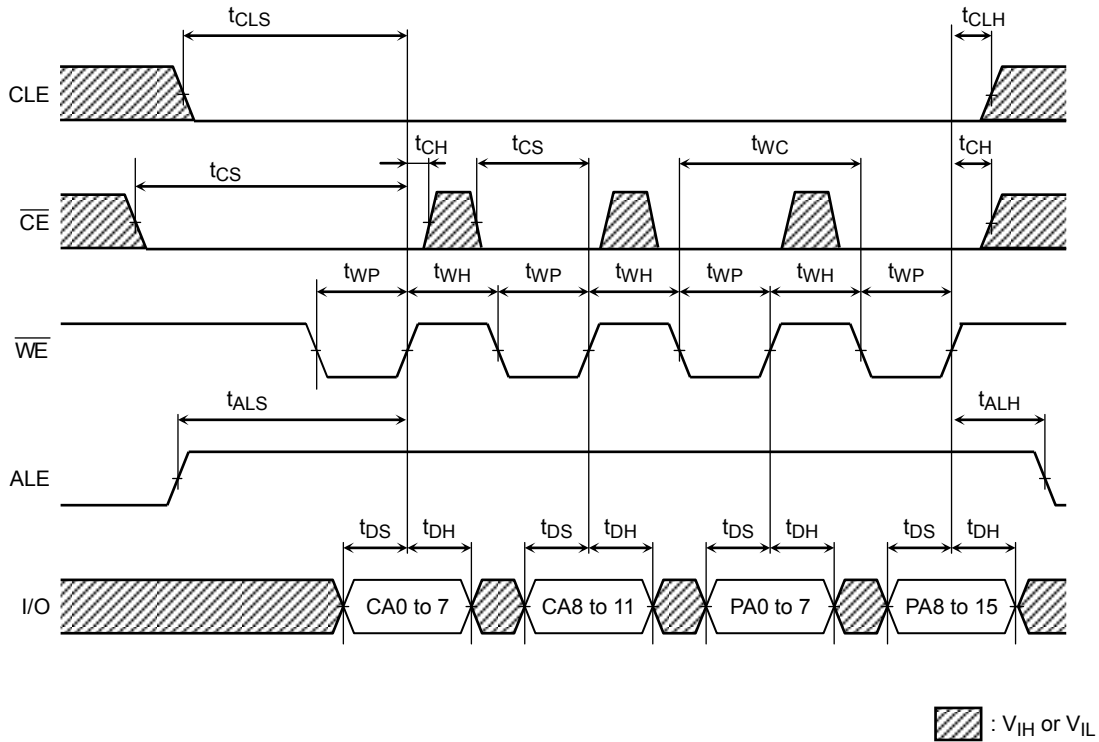 tCLS tCLH
CLE
tCH tCS tWC tCH
tCS
CE
tWP tWH tWP tWH tWP tWH tWP
WE
tALS tALH
ALE
tDS tDH tDS tDH tDS tDH tDS tDH
I/O CA0 to 7 CA8 to 11 PA0 to 7 PA8 to 15
: VIH or VIL